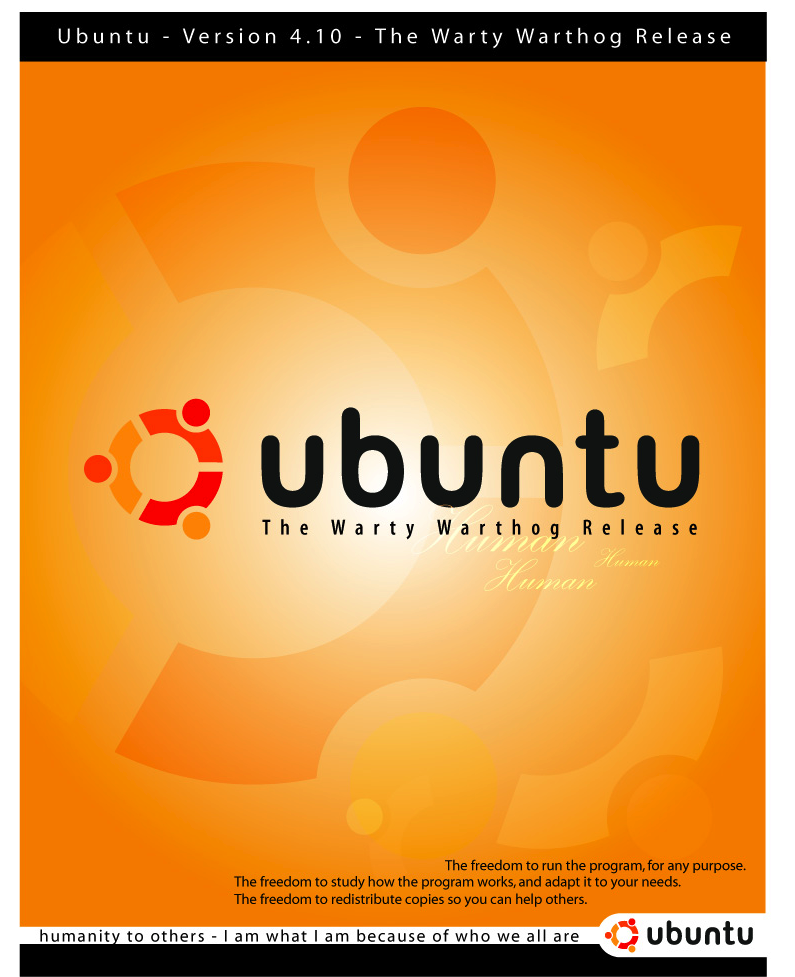 Ubuntu - Version 4.10 - The Warty Warthog Release
ubuntu
The Warty Warthog Release
Human
Human
Human
The freedom to run the program, for any purpose.
The freedom to study how the program works, and adapt it to your needs.
The freedom to redistribute copies so you can help others.
humanity to others - I am what I am because of who we all are
ubuntu